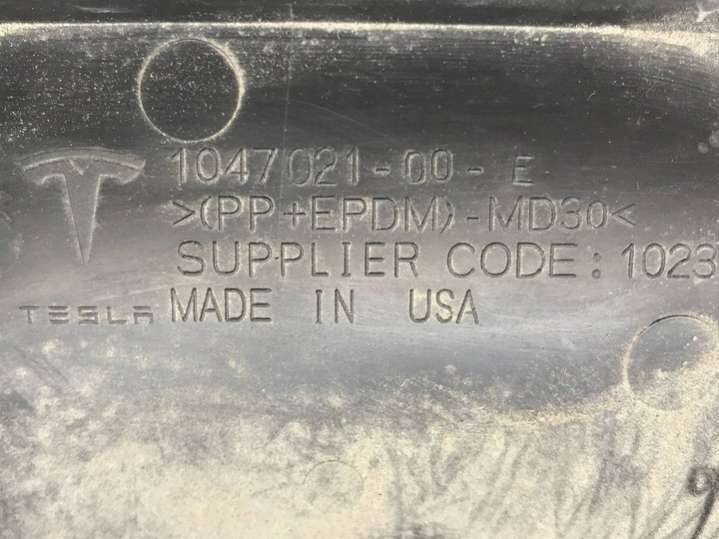 1047021-00-E
>(PP+EPDM)-MD30<
SUPPLIER CODE: 1023
TESLA MADE IN USA